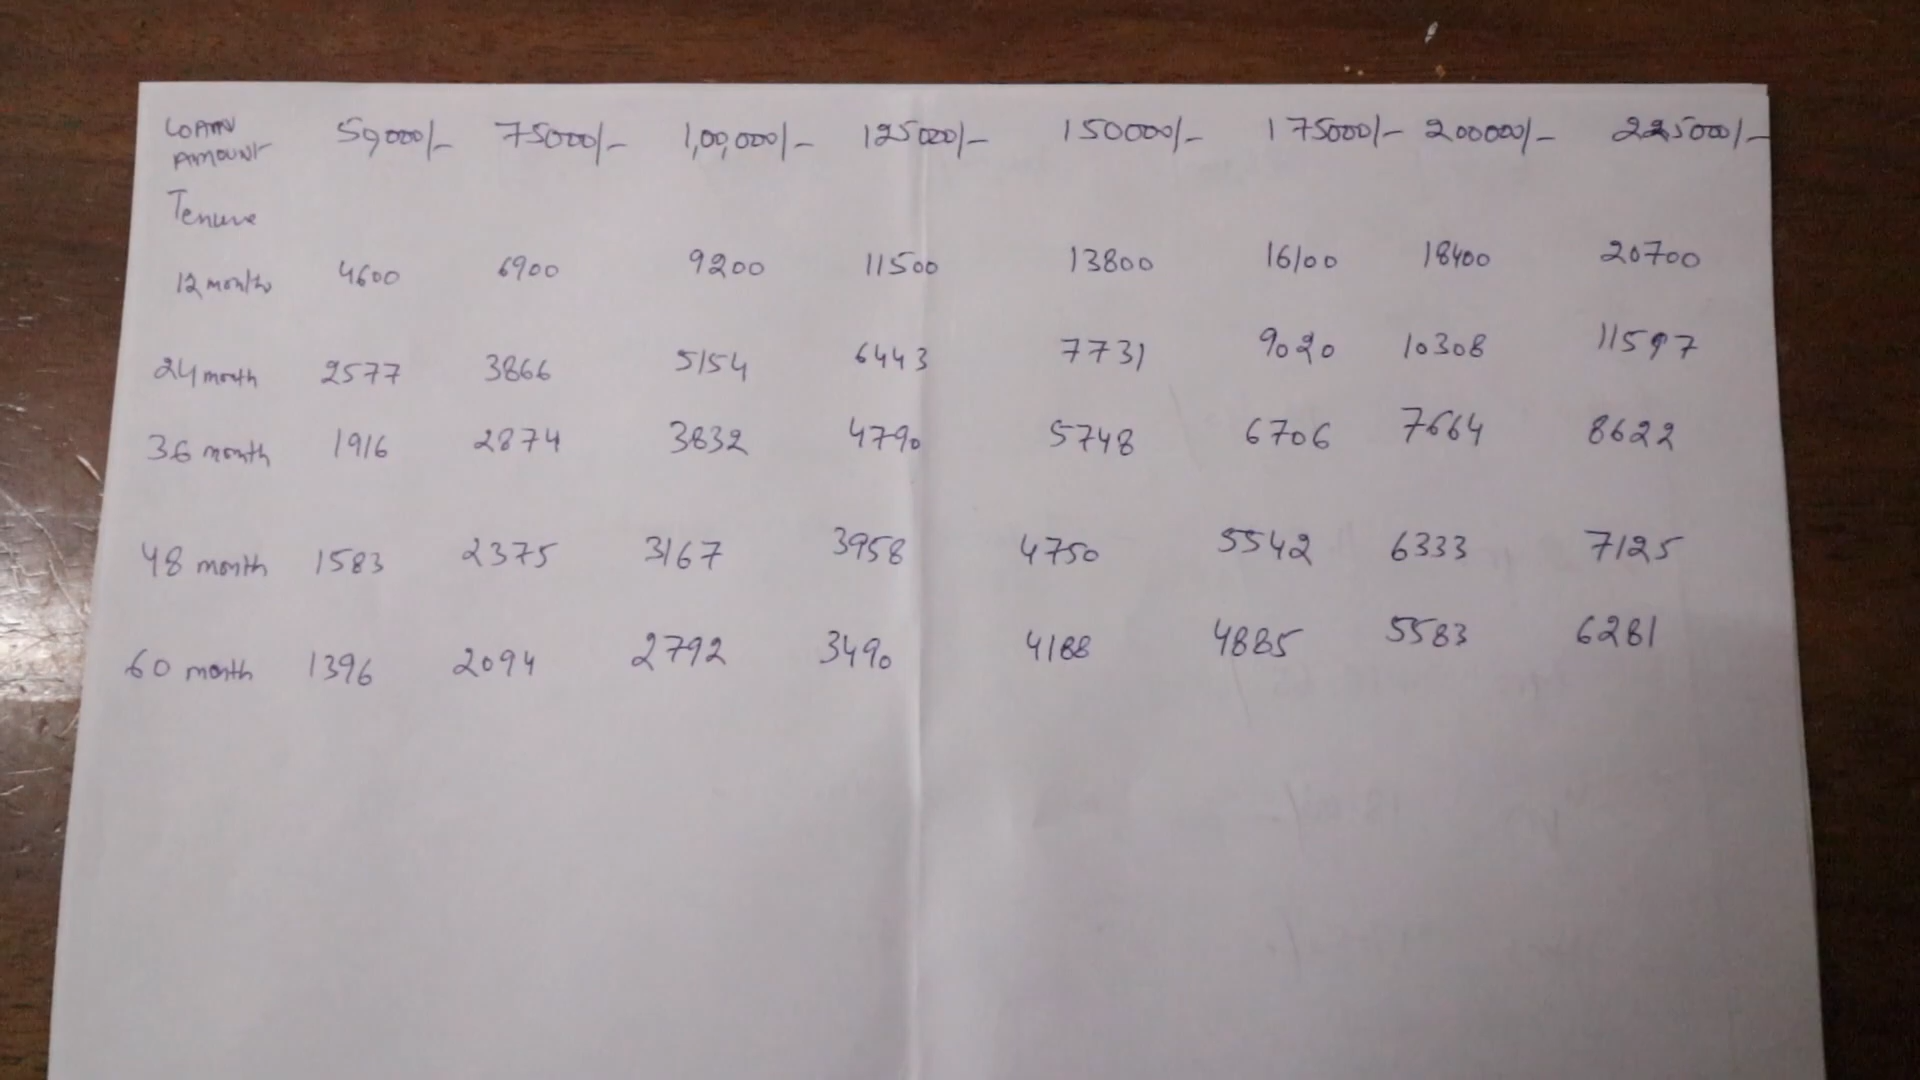 LOAN AMOUNT 50,000/- 75000/- 1,00,000/- 125000/- 150000/- 175000/- 200000/- 225000/-
Tenure
12 month 4600 6900 9200 11500 13800 16100 18400 20700
24 month 2577 3866 5154 6443 7731 9020 10308 11597
36 month 1916 2874 3832 4790 5748 6706 7664 8622
48 month 1583 2375 3167 3958 4750 5542 6333 7125
60 month 1396 2094 2792 3490 4188 4885 5583 6281